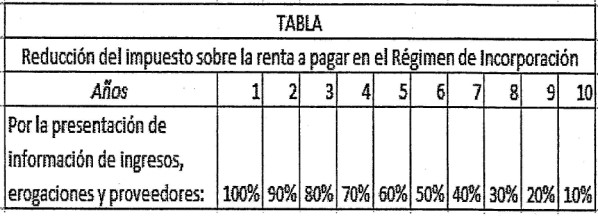 TABLA
Reducción del impuesto sobre la renta a pagar en el Régimen de Incorporación
Años 1 2 3 4 5 6 7 8 9 10
Por la presentación de
información de ingresos,
erogaciones y proveedores: 100% 90% 80% 70% 60% 50% 40% 30% 20% 10%